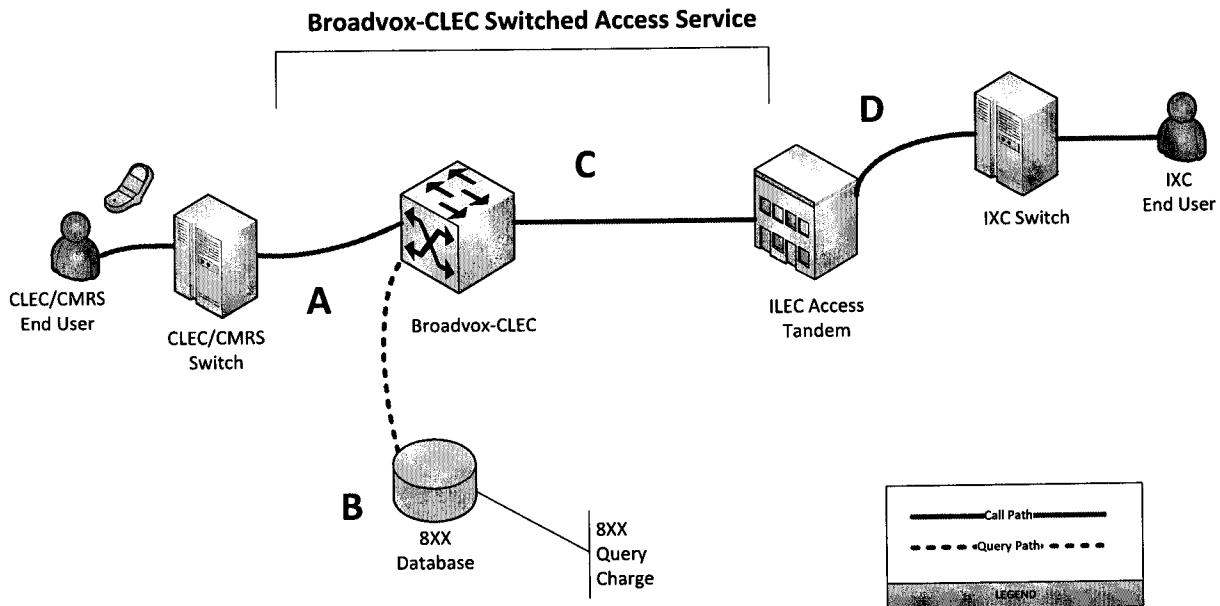 Broadvox-CLEC Switched Access Service
D
C
IXC
End User
IXC Switch
CLEC/CMRS
End User
A
CLEC/CMRS
Switch
Broadvox-CLEC
ILEC Access
Tandem
B
8XX
Database
8XX
Query
Charge
Call Path
Query Path
LEGEND